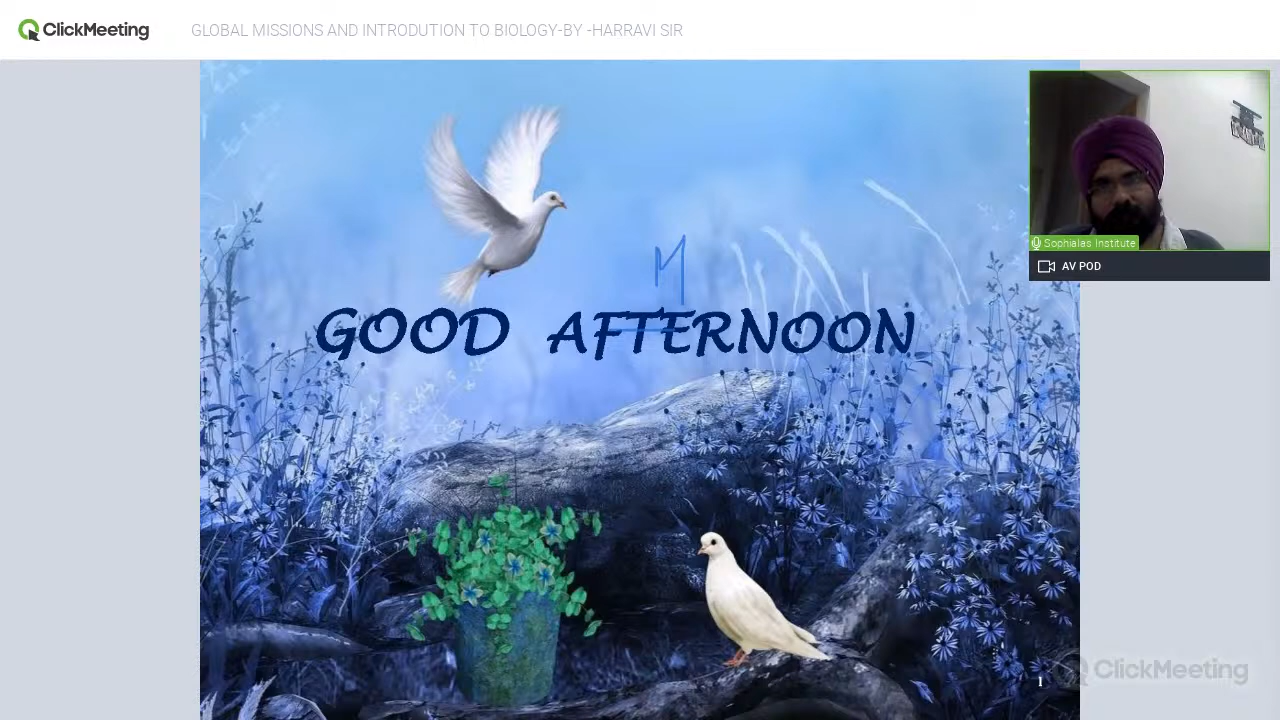 ClickMeeting
GLOBAL MISSIONS AND INTRODUTION TO BIOLOGY-BY -HARRAVI SIR
Sophialas Institute
AV POD
M
GOOD AFTERNOON
1
ClickMeeting